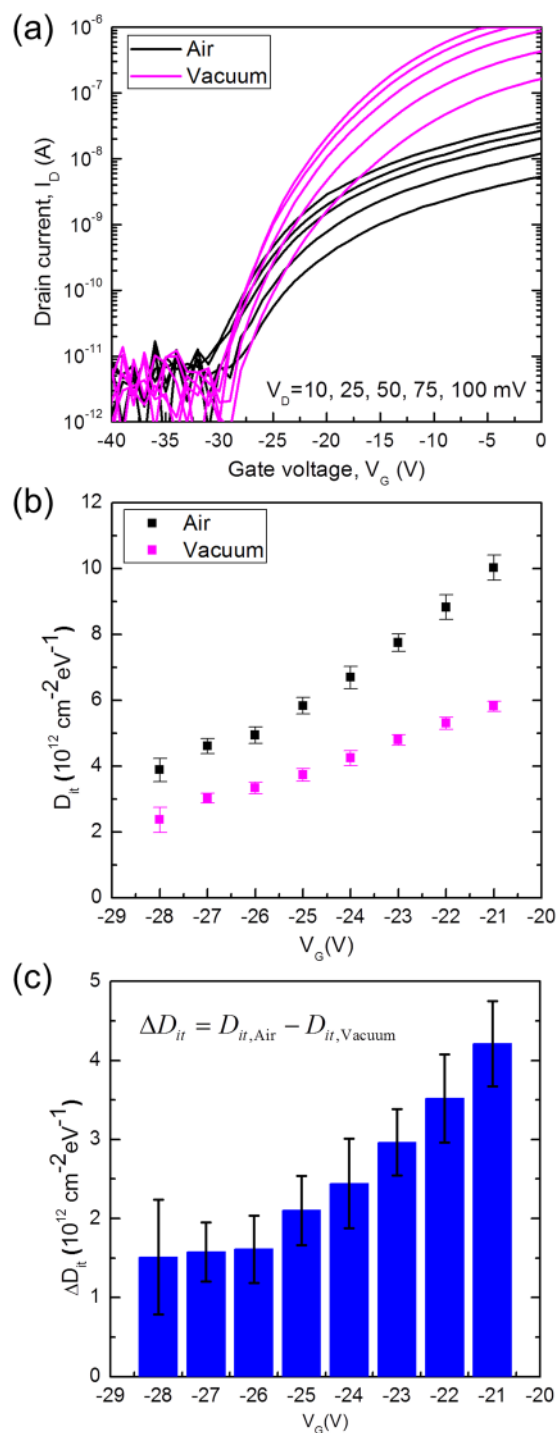 (a)
10⁻⁶
10⁻⁷
10⁻⁸
10⁻⁹
10⁻¹⁰
10⁻¹¹
10⁻¹²
Drain current, I_D (A)
Air
Vacuum
V_D=10, 25, 50, 75, 100 mV
-40 -35 -30 -25 -20 -15 -10 -5 0
Gate voltage, V_G (V)
(b)
12
10
8
6
4
2
0
D_it (10¹² cm⁻²eV⁻¹)
Air
Vacuum
-29 -28 -27 -26 -25 -24 -23 -22 -21 -20
V_G(V)
(c)
5
4
3
2
1
0
ΔD_it (10¹² cm⁻²eV⁻¹)
ΔD_it = D_it,Air − D_it,Vacuum
-29 -28 -27 -26 -25 -24 -23 -22 -21 -20
V_G(V)